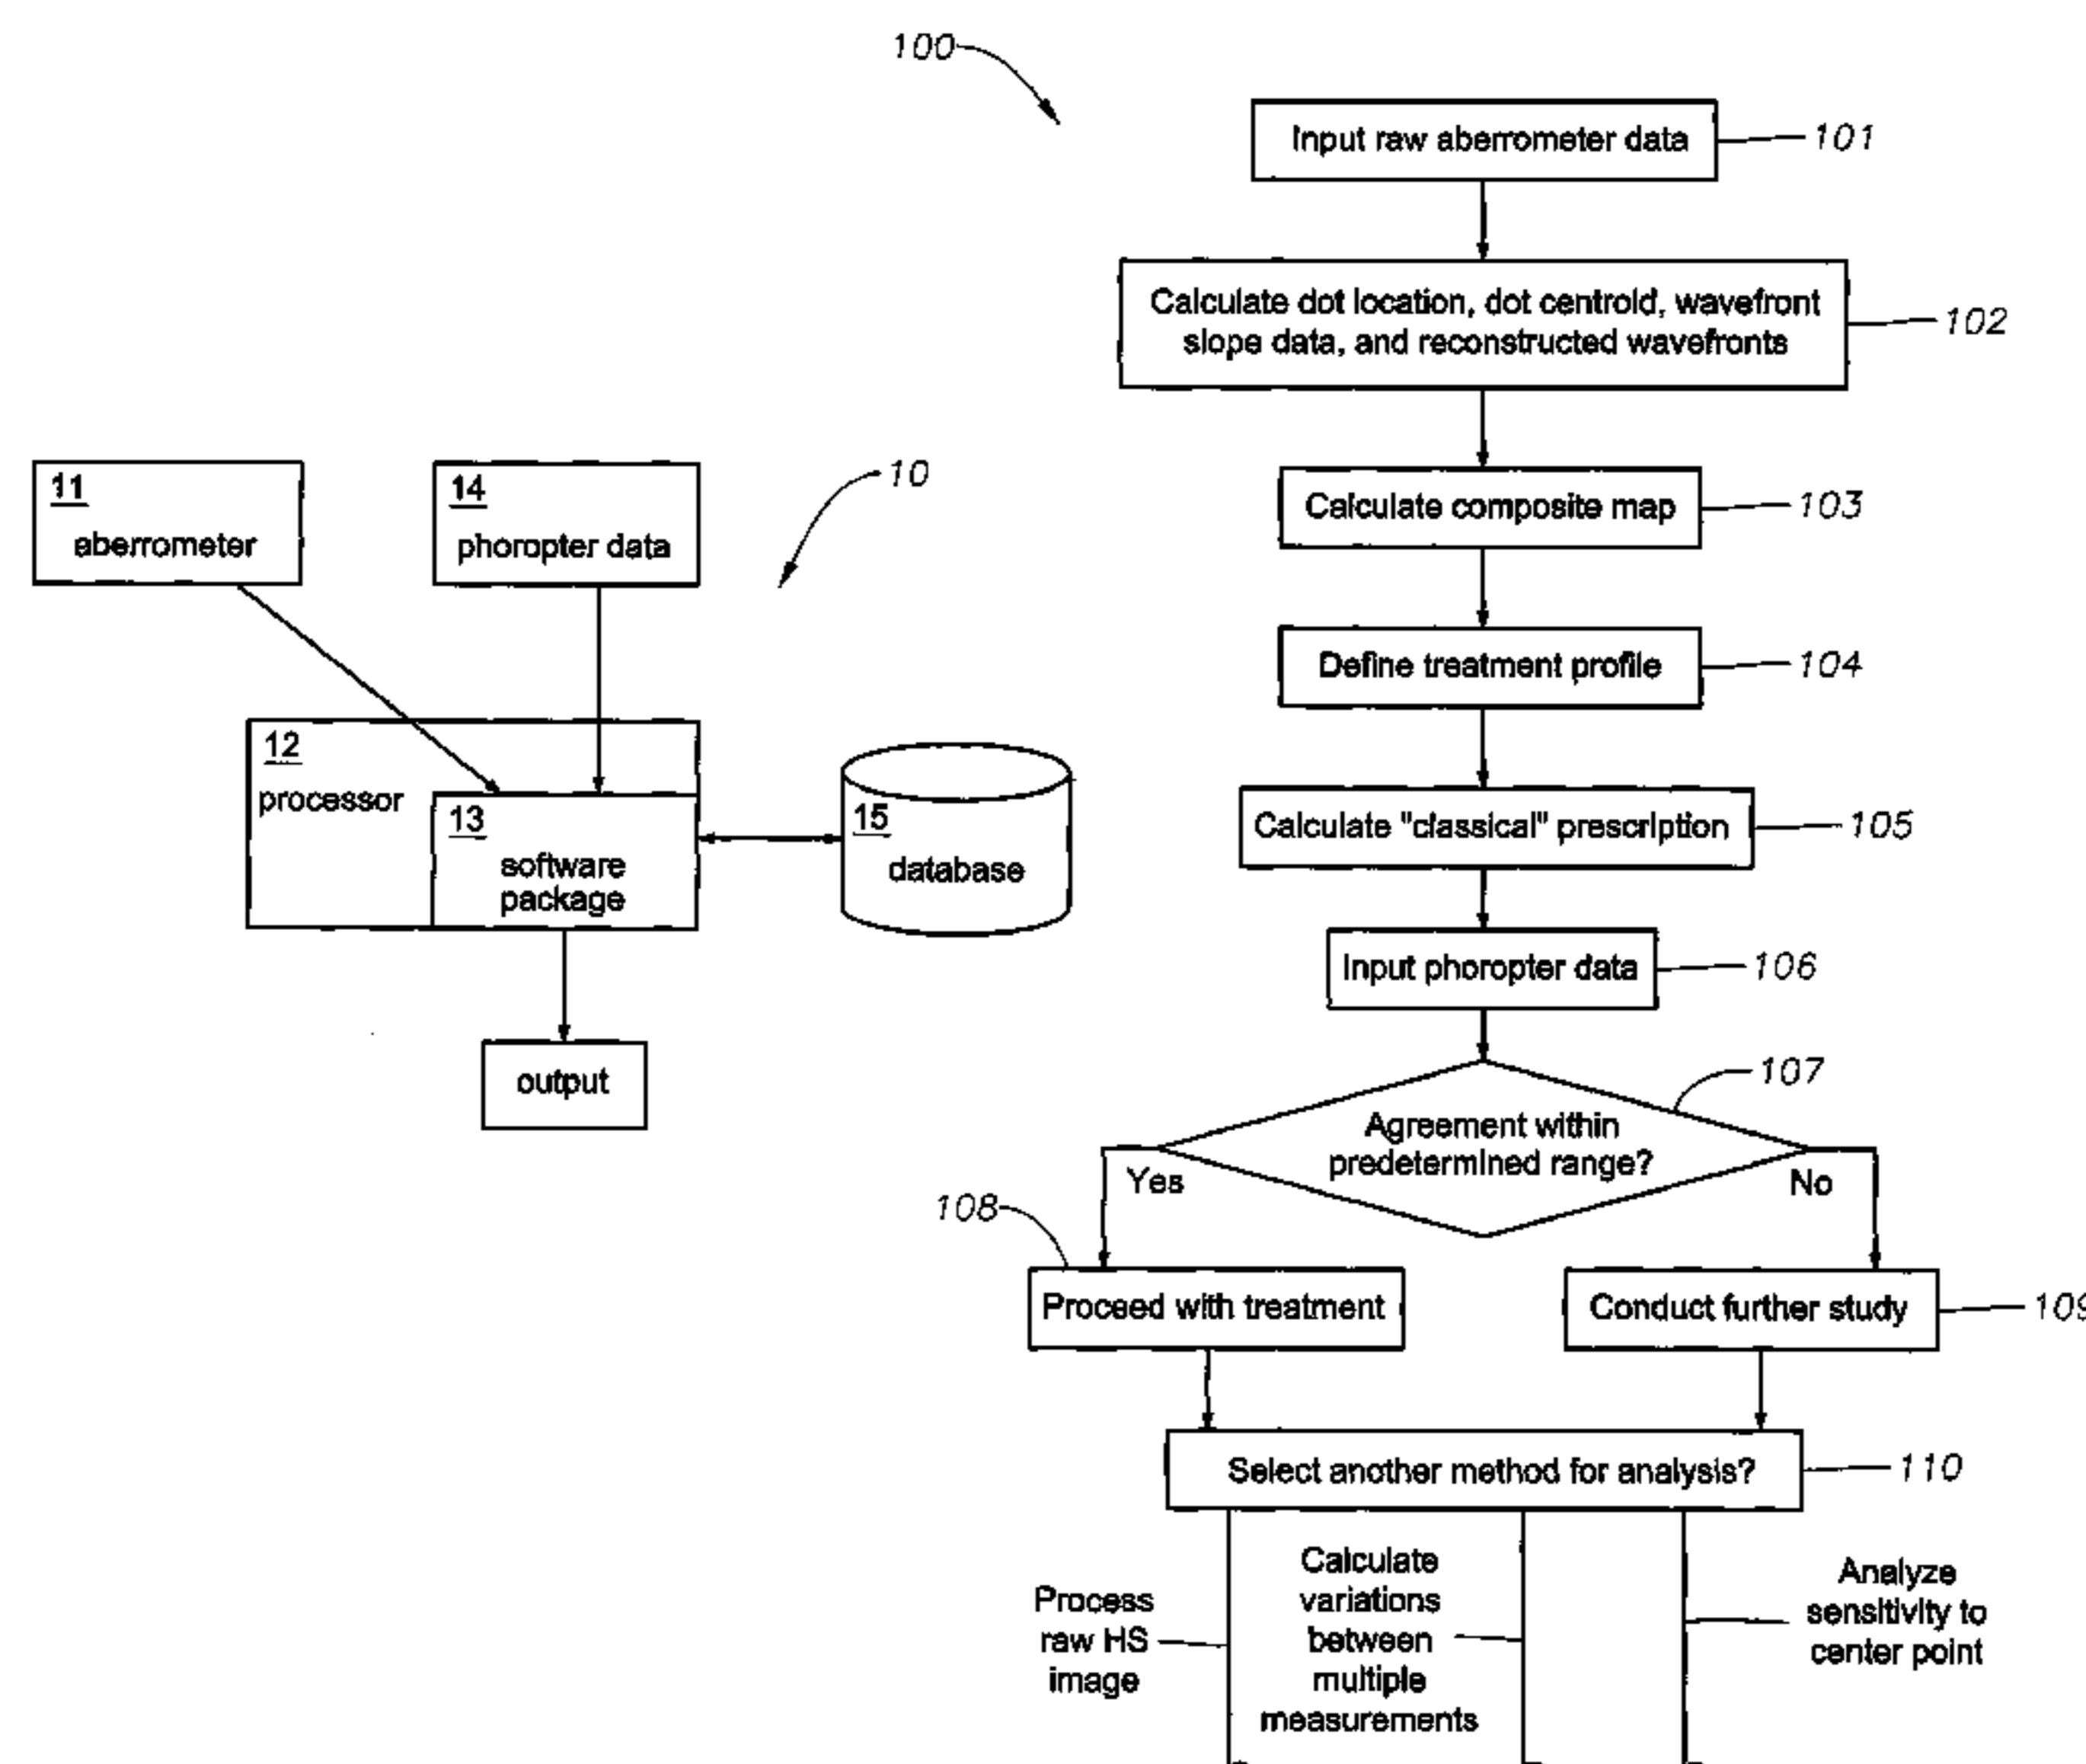 11
aberrometer
14
phoropter data
10
12
processor
13
software
package
15
database
output
100
Input raw aberrometer data
101
Calculate dot location, dot centroid, wavefront
slope data, and reconstructed wavefronts
102
Calculate composite map
103
Define treatment profile
104
Calculate "classical" prescription
105
Input phoropter data
106
Agreement within
predetermined range?
107
Yes
No
108
Proceed with treatment
Conduct further study
109
Select another method for analysis?
110
Process
raw HS
image
Calculate
variations
between
multiple
measurements
Analyze
sensitivity to
center point